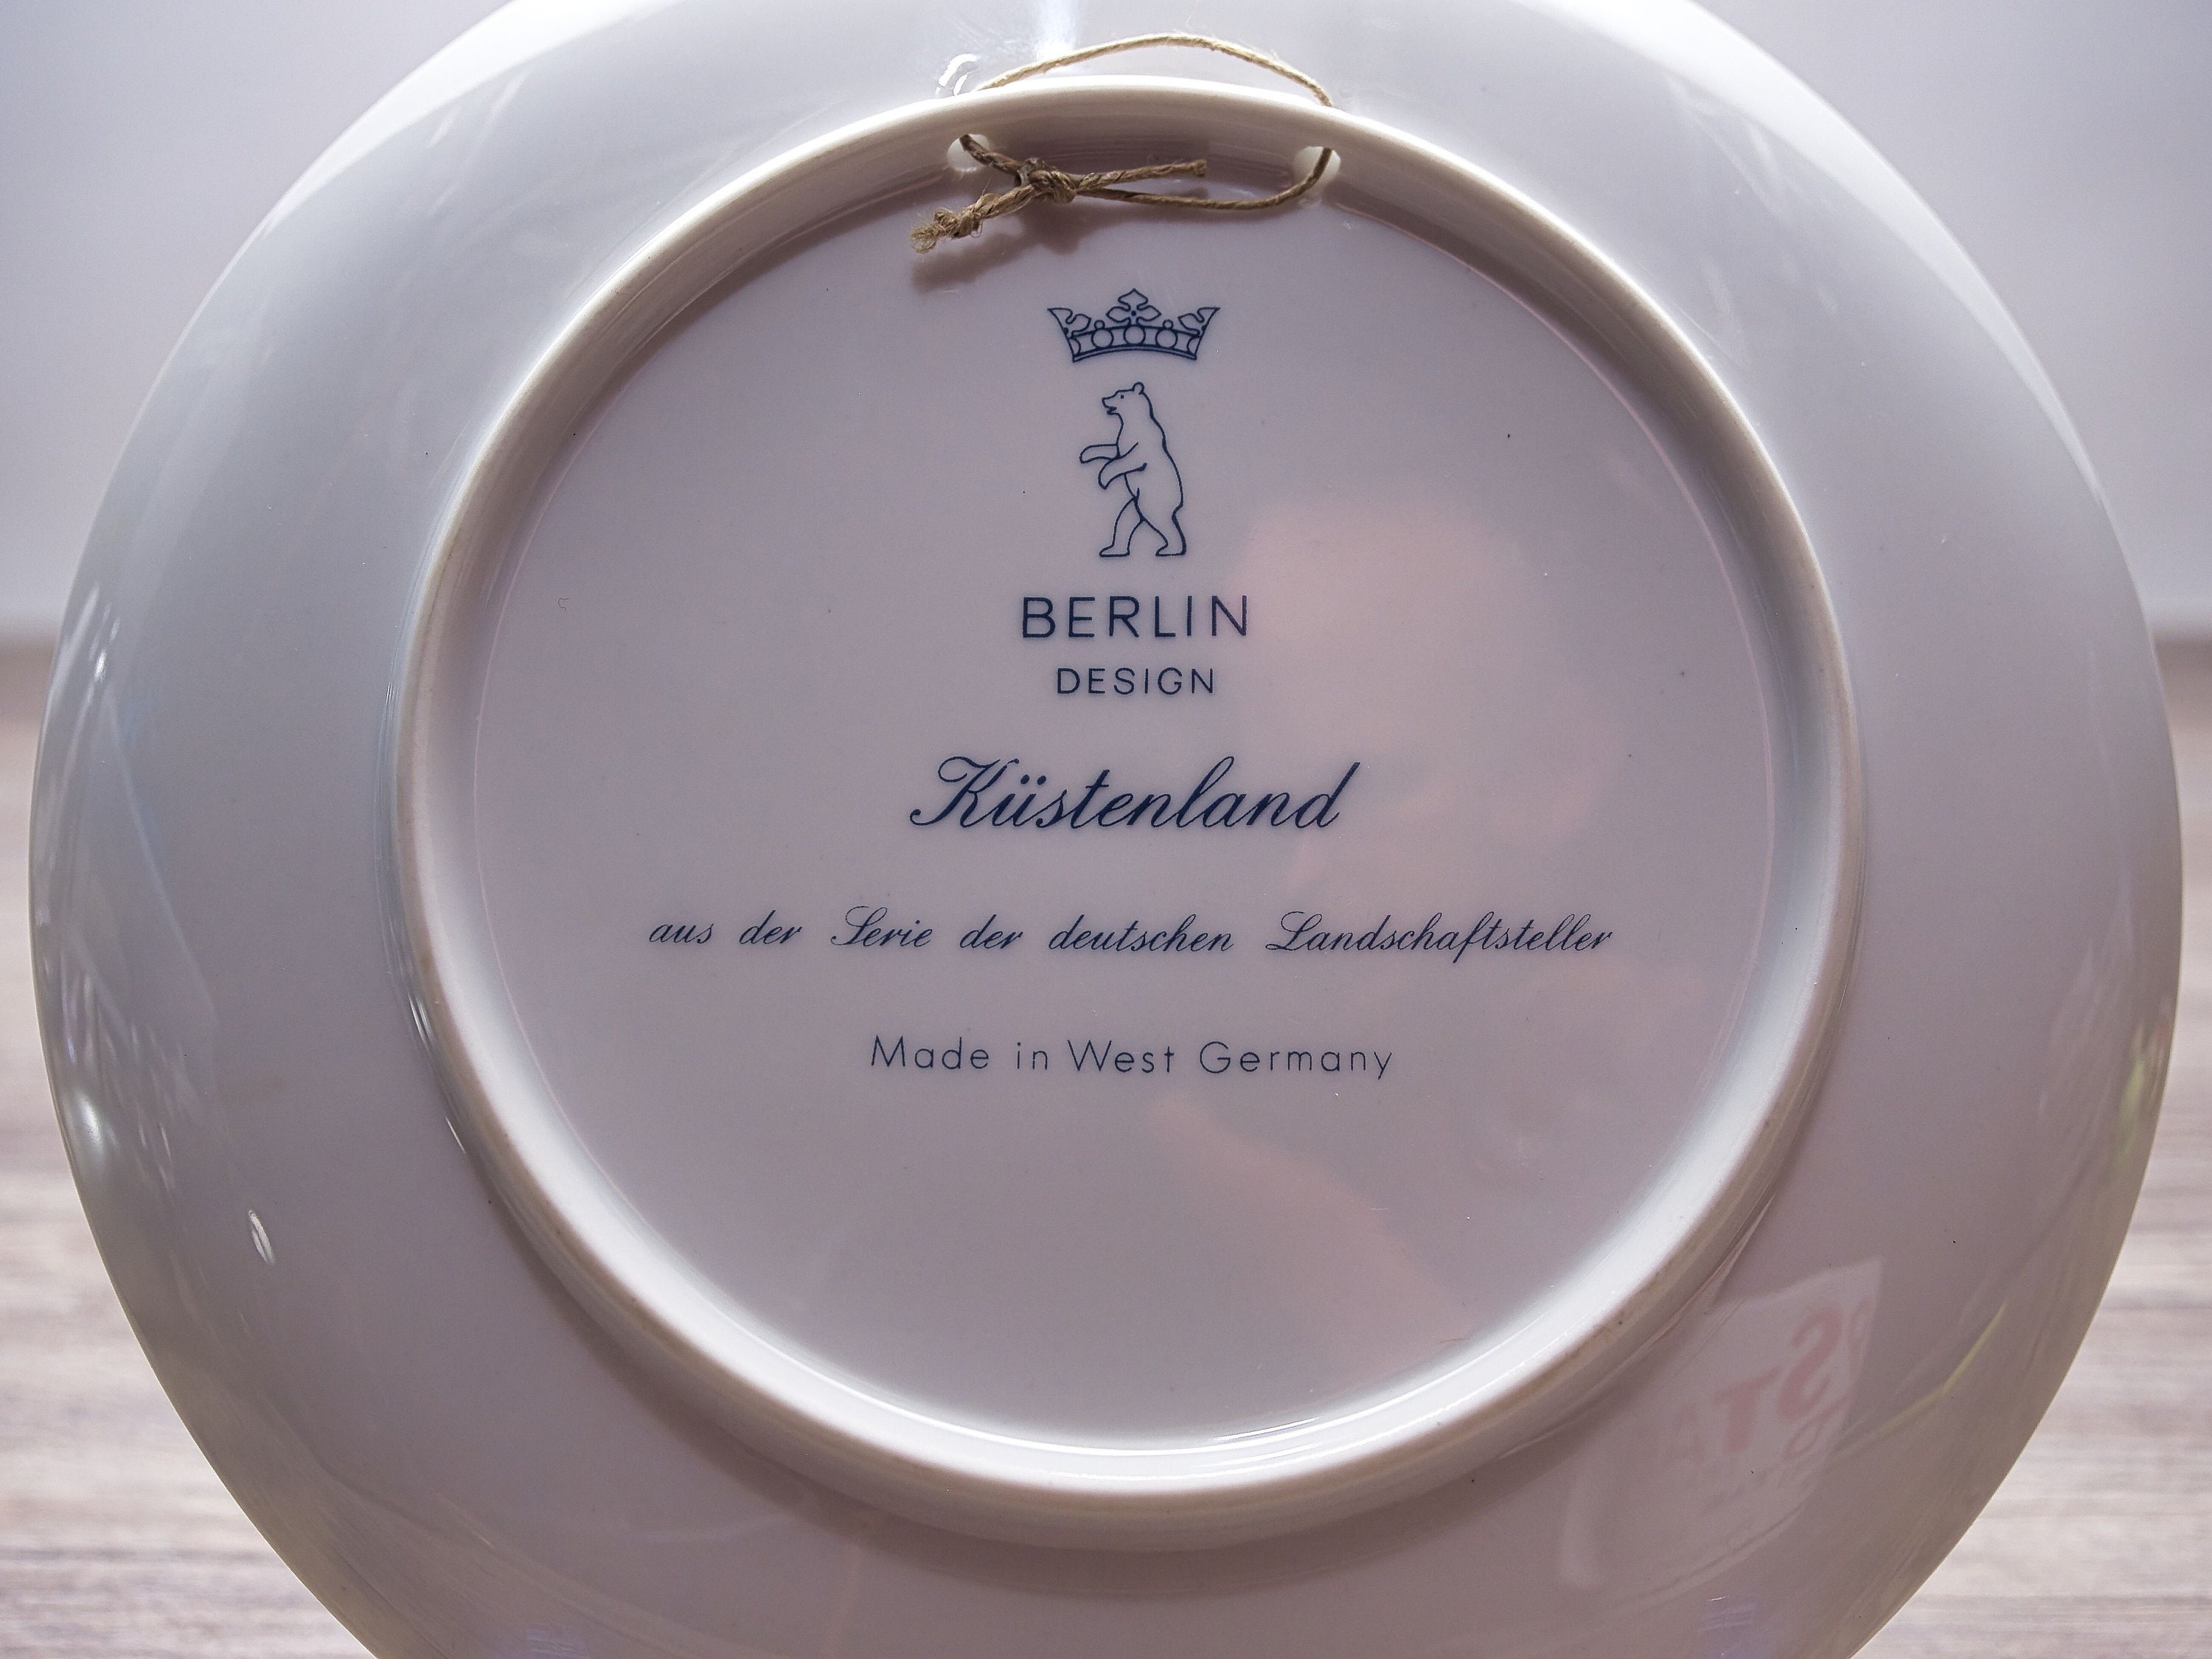 BERLIN
DESIGN
Küstenland
aus der Serie der deutschen Landschaftsteller
Made in West Germany